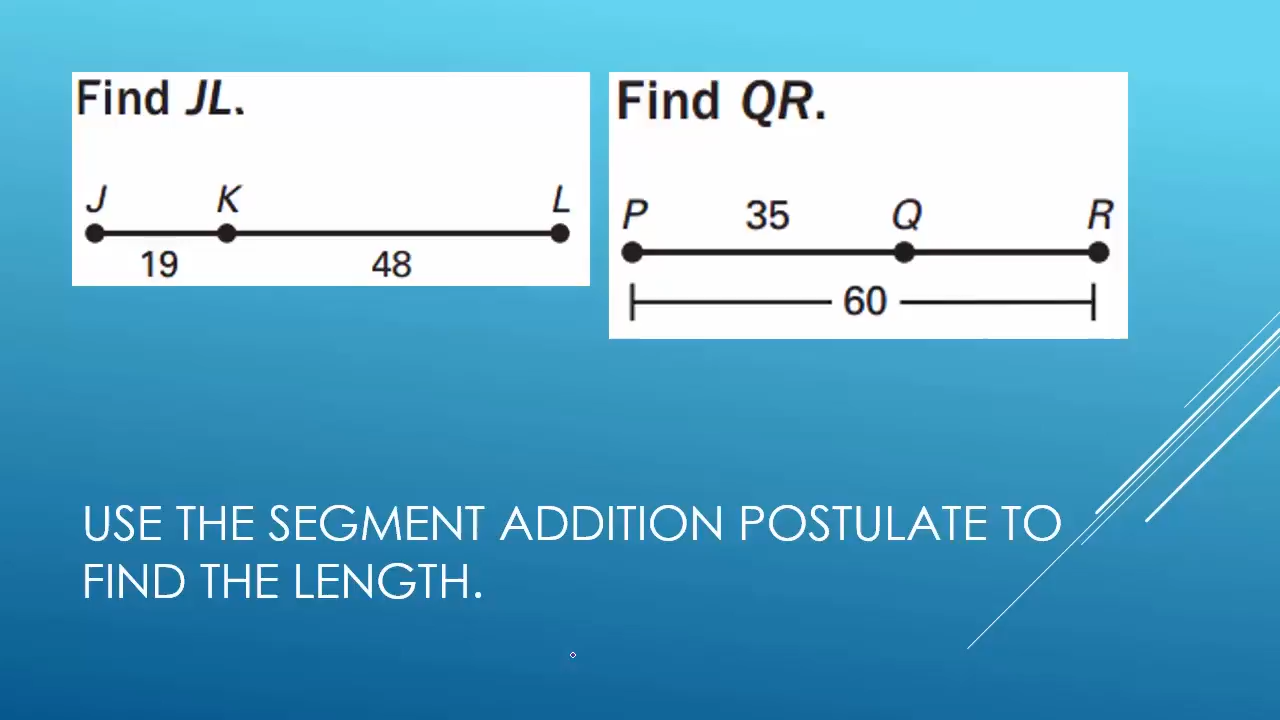 Find JL.
J K L
19 48
Find QR.
P 35 Q R
60
USE THE SEGMENT ADDITION POSTULATE TO
FIND THE LENGTH.